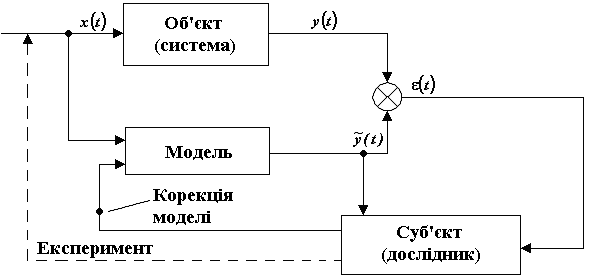 x(t)
Об'єкт
(система)
y(t)
ε(t)
Модель
ỹ(t)
Корекція
моделі
Суб'єкт
(дослідник)
Експеримент